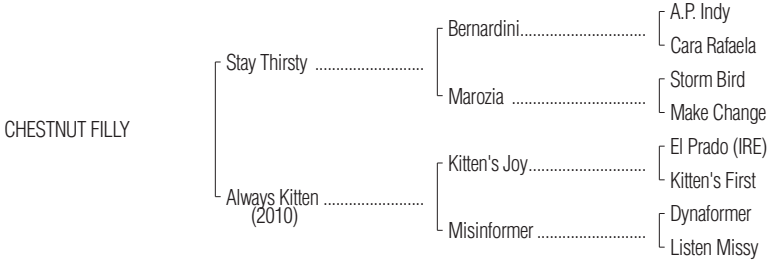 A.P. Indy
Bernardini
Cara Rafaela
Stay Thirsty
Storm Bird
Marozia
Make Change
CHESTNUT FILLY
El Prado (IRE)
Kitten's Joy
Kitten's First
Always Kitten
(2010)
Dynaformer
Misinformer
Listen Missy